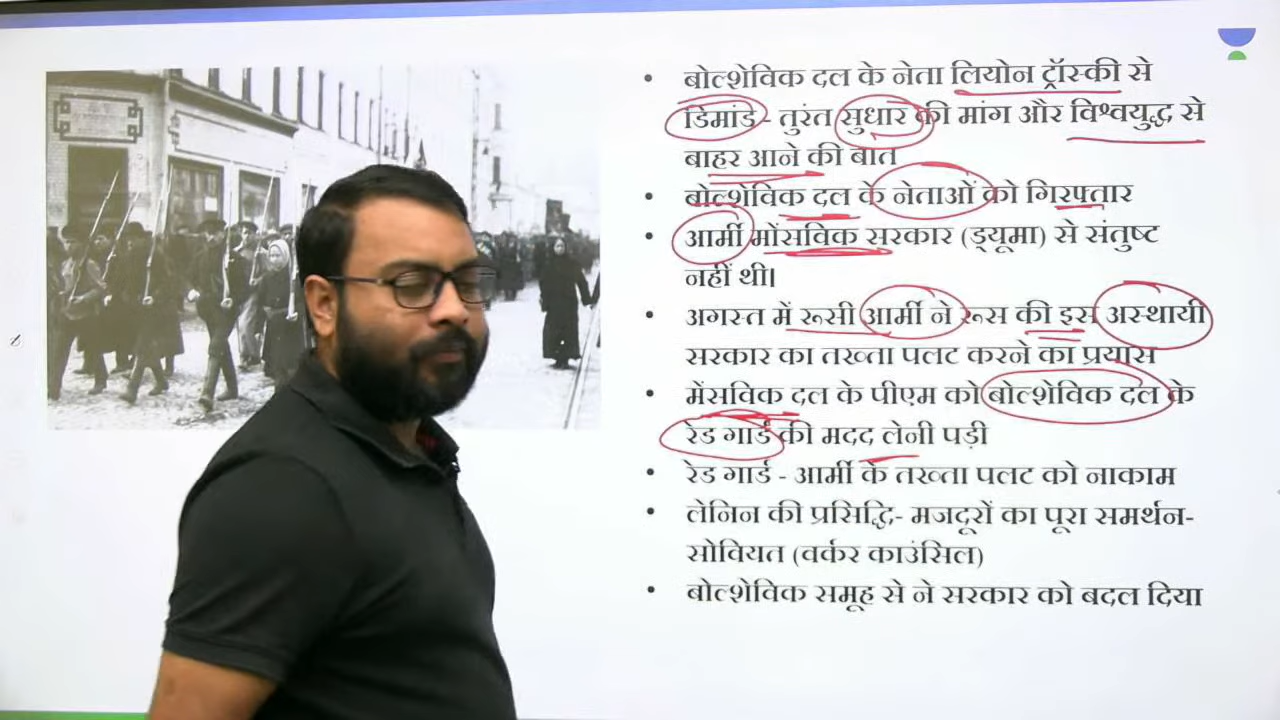 बोल्शेविक दल के नेता लियोन ट्रॉस्की से
डिमांड - तुरंत सुधार की मांग और विश्वयुद्ध से
बाहर आने की बात
बोल्शेविक दल के नेताओं को गिरफ्तार
आर्मी मोंसविक सरकार (ड्यूमा) से संतुष्ट
नहीं थी।
अगस्त में रूसी आर्मी ने रूस की इस अस्थायी
सरकार का तख्ता पलट करने का प्रयास
मेंसविक दल के पीएम को बोल्शेविक दल के
रेड गार्ड की मदद लेनी पड़ी
रेड गार्ड - आर्मी के तख्ता पलट को नाकाम
लेनिन की प्रसिद्धि- मजदूरों का पूरा समर्थन-
सोवियत (वर्कर काउंसिल)
बोल्शेविक समूह से ने सरकार को बदल दिया